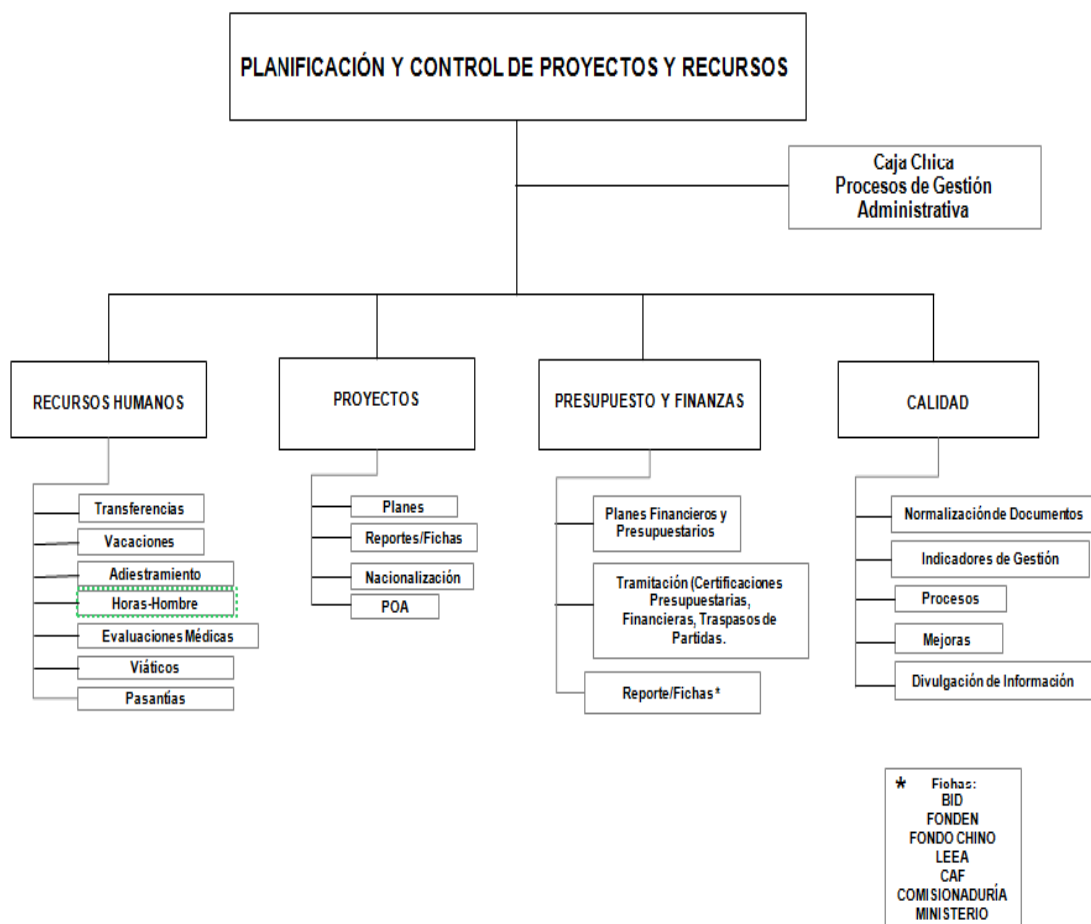 PLANIFICACIÓN Y CONTROL DE PROYECTOS Y RECURSOS
Caja Chica
Procesos de Gestión
Administrativa
RECURSOS HUMANOS
Transferencias
Vacaciones
Adiestramiento
Horas-Hombre
Evaluaciones Médicas
Viáticos
Pasantías
PROYECTOS
Planes
Reportes/Fichas
Nacionalización
POA
PRESUPUESTO Y FINANZAS
Planes Financieros y
Presupuestarios
Tramitación (Certificaciones
Presupuestarias,
Financieras, Traspasos de
Partidas.
Reporte/Fichas *
CALIDAD
Normalización de Documentos
Indicadores de Gestión
Procesos
Mejoras
Divulgación de Información
* Fichas:
BID
FONDEN
FONDO CHINO
LEEA
CAF
COMISIONADURÍA
MINISTERIO